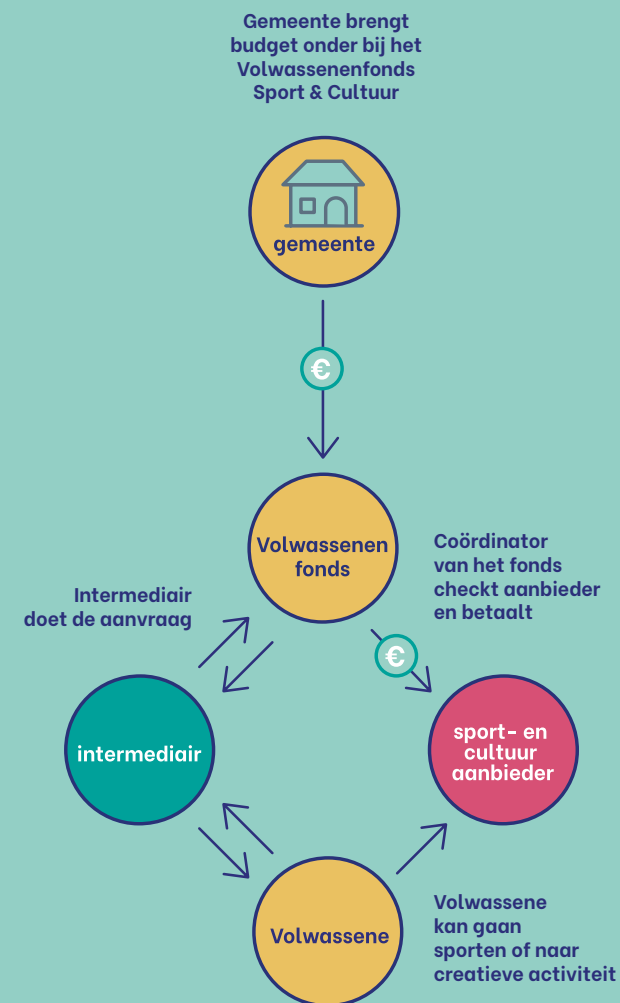 Gemeente brengt
budget onder bij het
Volwassenenfonds
Sport & Cultuur
gemeente
€
Volwassenen
fonds
Coördinator
van het fonds
checkt aanbieder
en betaalt
Intermediair
doet de aanvraag
€
intermediair
sport- en
cultuur
aanbieder
Volwassene
Volwassene
kan gaan
sporten of naar
creatieve activiteit